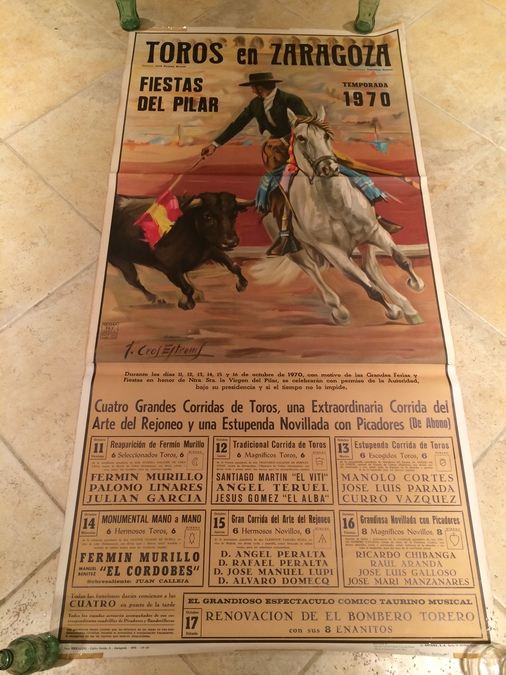 TOROS en ZARAGOZA
FIESTAS
DEL PILAR
TEMPORADA
1970
J. Cros Estrems
Durante los días 11, 12, 13, 14, 15 y 16 de octubre de 1970, con motivo de las Grandes Ferias y
Fiestas en honor de Ntra. Sta. la Virgen del Pilar, se celebrarán con permiso de la Autoridad,
bajo su presidencia y si el tiempo no lo impide.
Cuatro Grandes Corridas de Toros, una Extraordinaria Corrida del
Arte del Rejoneo y una Estupenda Novillada con Picadores (De Abono)
Octubre
11
Reaparición de Fermín Murillo
6 Seleccionados Toros, 6
FERMIN MURILLO
PALOMO LINARES
JULIAN GARCIA
Octubre
12
Tradicional Corrida de Toros
6 Magníficos Toros, 6
SANTIAGO MARTIN "EL VITI"
ANGEL TERUEL
JESUS GOMEZ "EL ALBA"
Octubre
13
Estupenda Corrida de Toros
6 Escogidos Toros, 6
MANOLO CORTES
JOSE LUIS PARADA
CURRO VAZQUEZ
Octubre
14
MONUMENTAL MANO a MANO
6 Hermosos Toros, 6
FERMIN MURILLO
MANUEL
BENITEZ "EL CORDOBES"
Sobresaliente: JUAN CALLEJA
Octubre
15
Gran Corrida del Arte del Rejoneo
6 Hermosos Novillos, 6
D. ANGEL PERALTA
D. RAFAEL PERALTA
D. JOSE MANUEL LUPI
D. ALVARO DOMECQ
Octubre
16
Grandiosa Novillada con Picadores
8 Magníficos Novillos, 8
RICARDO CHIBANGA
RAUL ARANDA
JOSE LUIS GALLOSO
JOSE MARI MANZANARES
Todas las funciones darán comienzo a las
CUATRO en punto de la tarde
EL GRANDIOSO ESPECTACULO COMICO TAURINO MUSICAL
Octubre
17
RENOVACION DE EL BOMBERO TORERO
con sus 8 ENANITOS